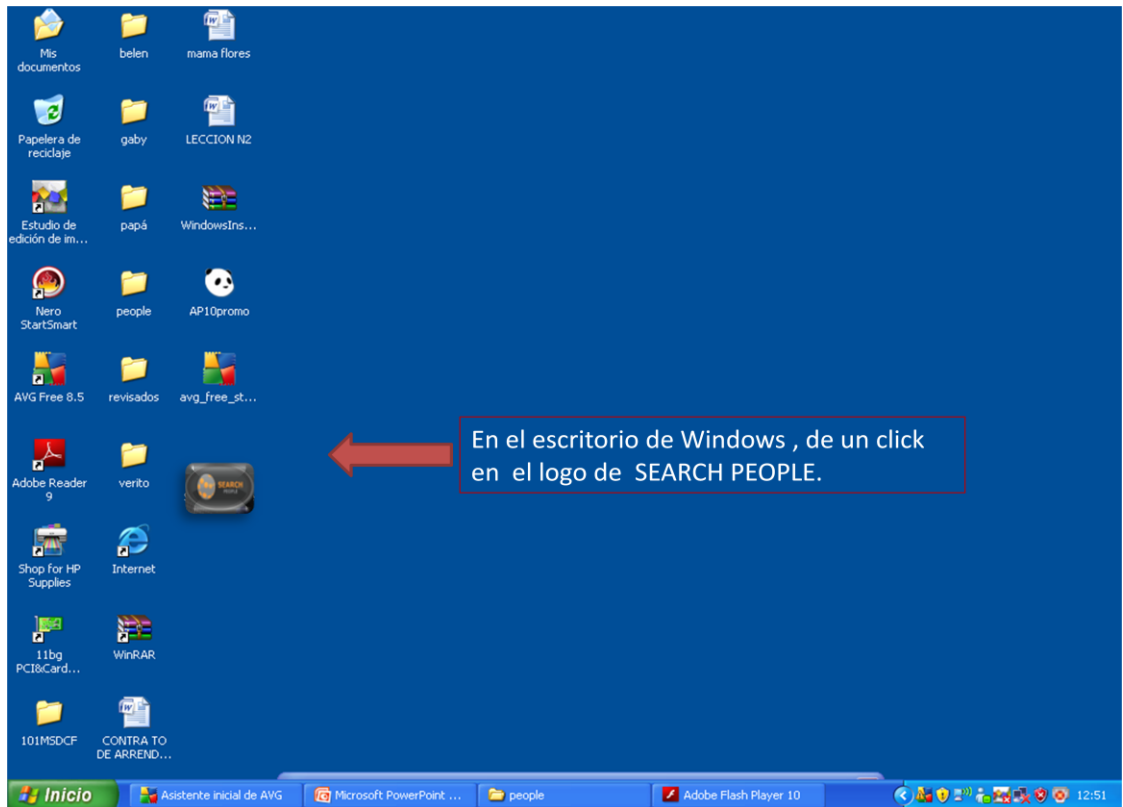 Mis
documentos
belen
mama flores
Papelera de
reciclaje
gaby
LECCION N2
Estudio de
edición de im...
papá
WindowsIns...
Nero
StartSmart
people
AP10promo
AVG Free 8.5
revisados
avg_free_st...
En el escritorio de Windows , de un click
en el logo de SEARCH PEOPLE.
Adobe Reader
9
verito
SEARCH
PEOPLE
Shop for HP
Supplies
Internet
11bg
PCI&Card...
WinRAR
101MSDCF
CONTRA TO
DE ARREND...
Inicio
Asistente inicial de AVG
Microsoft PowerPoint ...
people
Adobe Flash Player 10
12:51